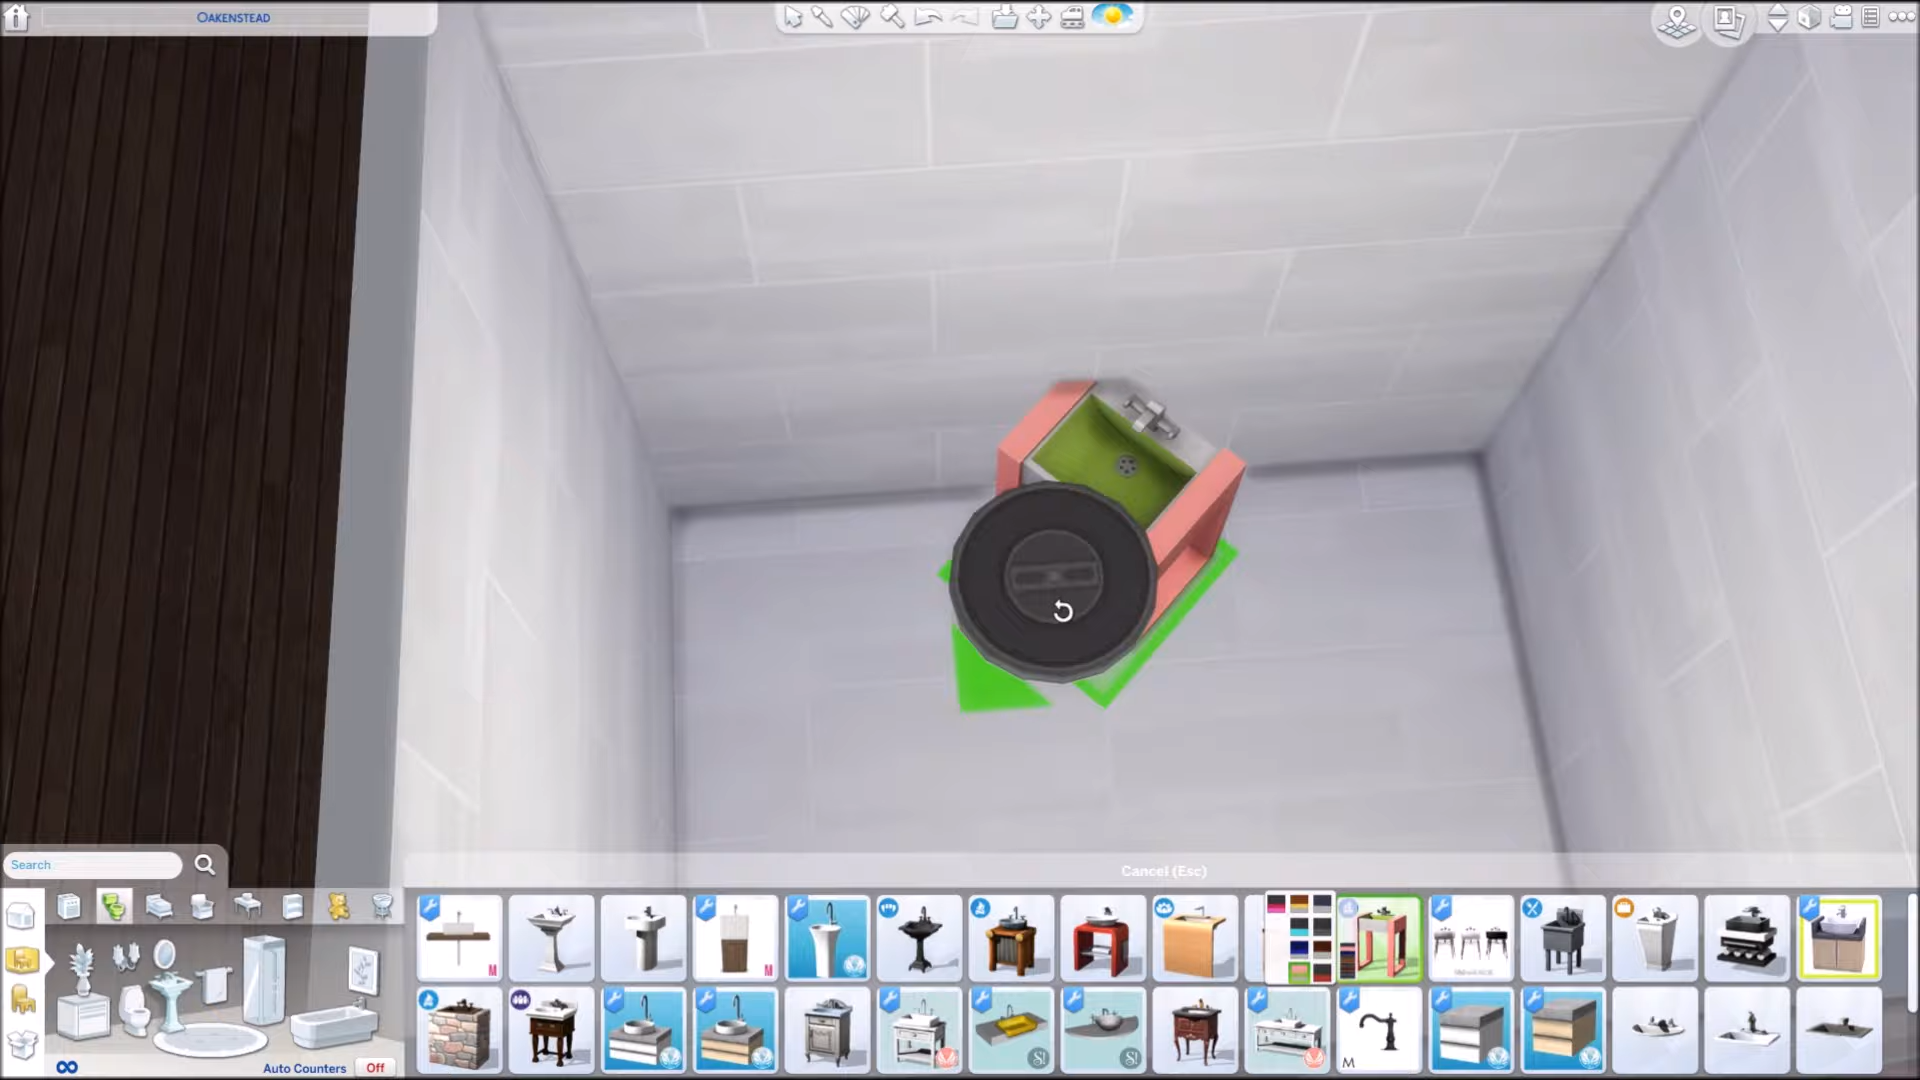 OAKENSTEAD
Cancel (Esc)
Search
M
M
S!
S!
M
Auto Counters Off